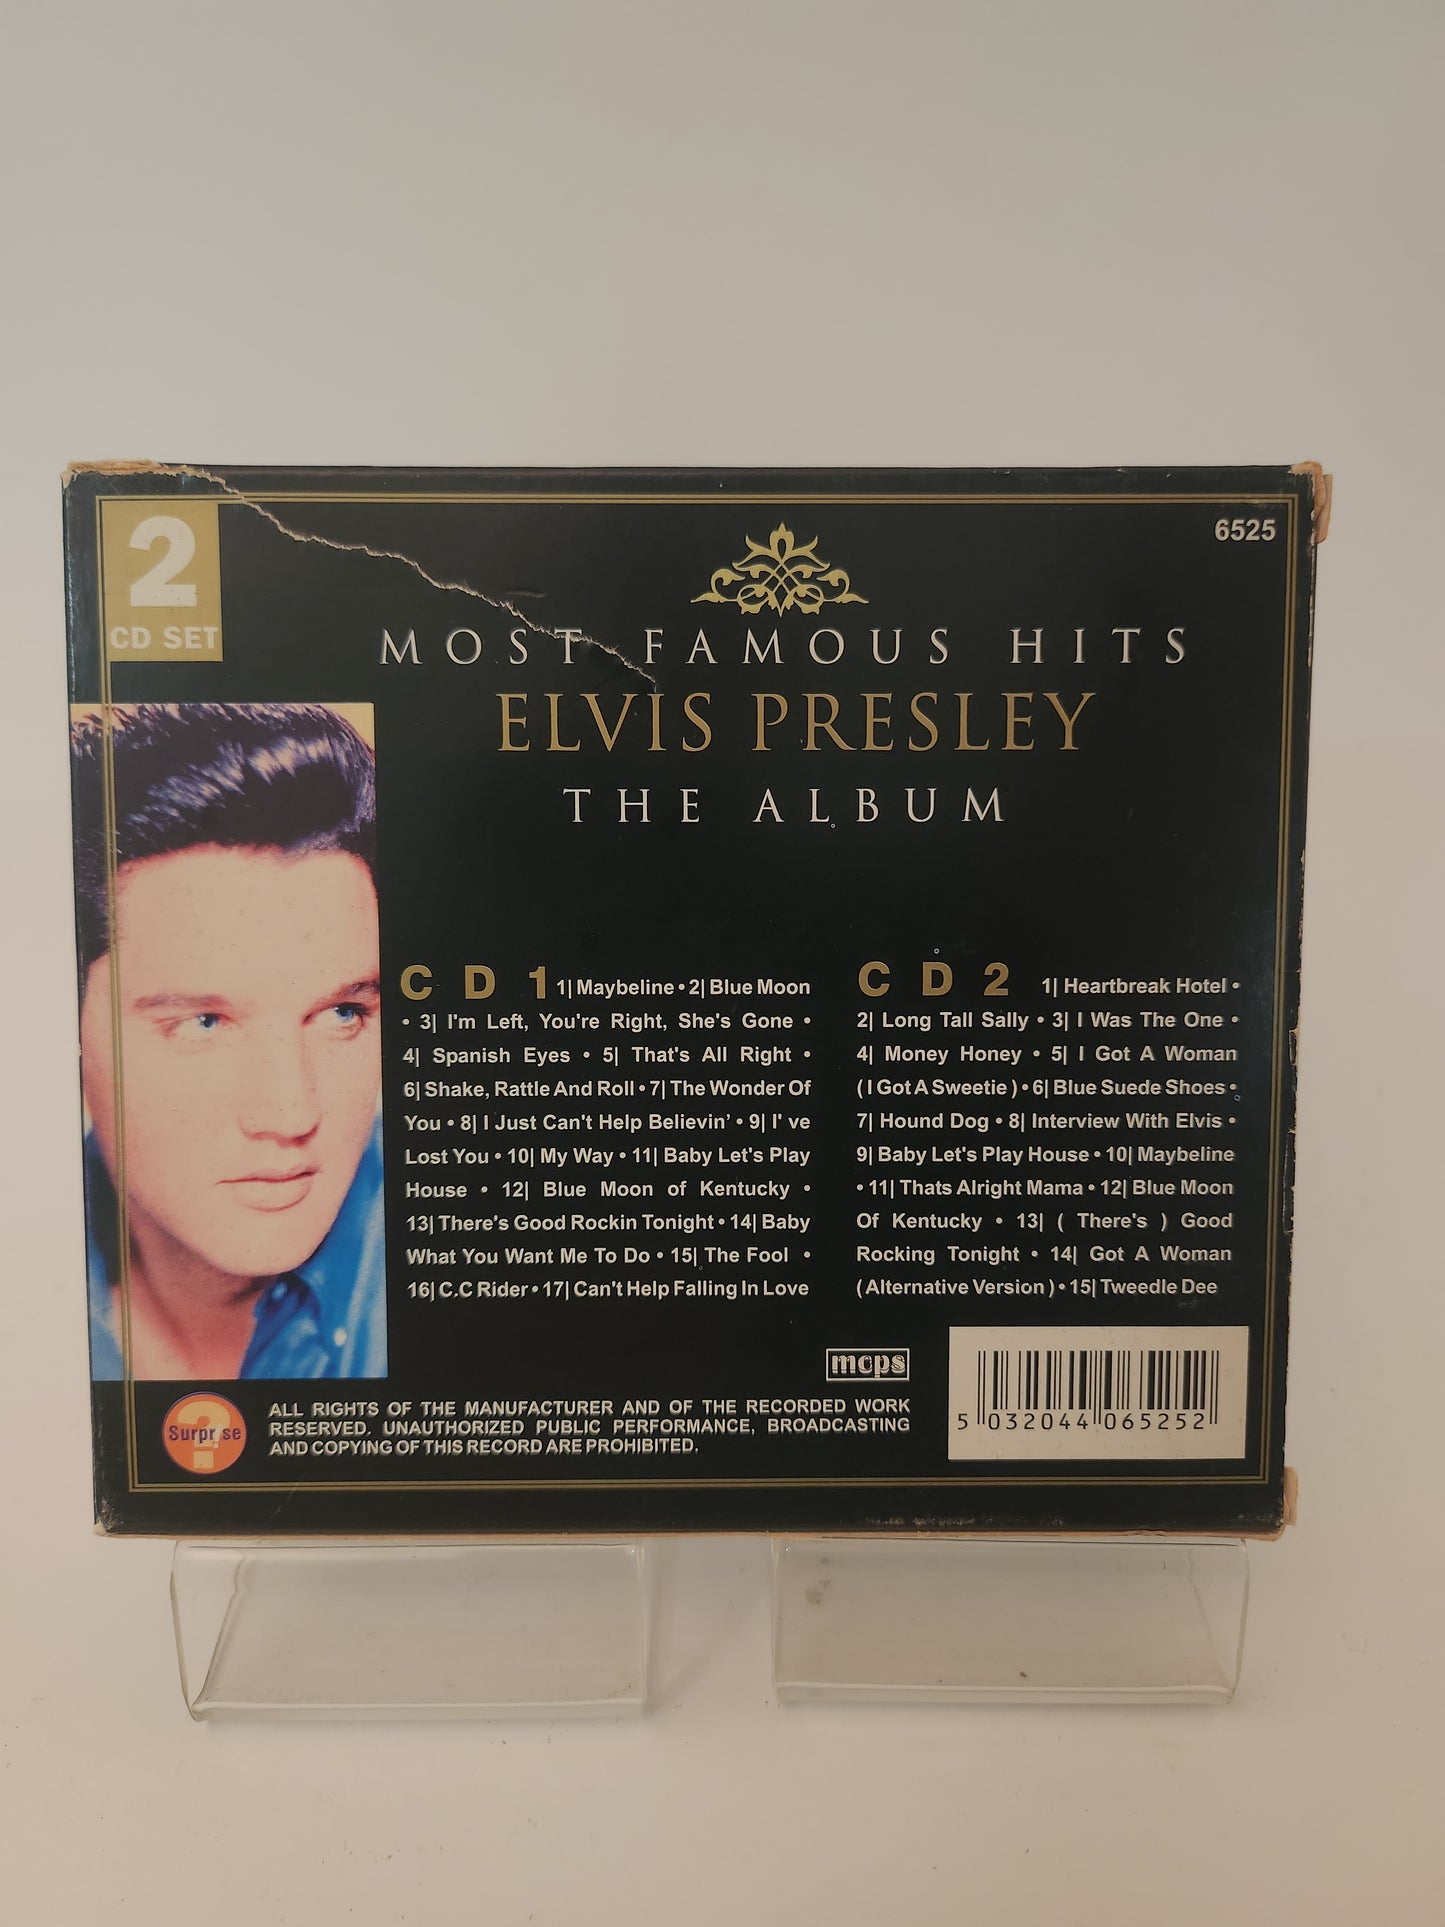 2
CD SET
6525
MOST FAMOUS HITS
ELVIS PRESLEY
THE ALBUM
CD 1 1| Maybeline • 2| Blue Moon
• 3| I'm Left, You're Right, She's Gone •
4| Spanish Eyes • 5| That's All Right •
6| Shake, Rattle And Roll • 7| The Wonder Of
You • 8| I Just Can't Help Believin' • 9| I' ve
Lost You • 10| My Way • 11| Baby Let's Play
House • 12| Blue Moon of Kentucky •
13| There's Good Rockin Tonight • 14| Baby
What You Want Me To Do • 15| The Fool •
16| C.C Rider • 17| Can't Help Falling In Love
CD 2 1| Heartbreak Hotel •
2| Long Tall Sally • 3| I Was The One •
4| Money Honey • 5| I Got A Woman
( I Got A Sweetie ) • 6| Blue Suede Shoes •
7| Hound Dog • 8| Interview With Elvis •
9| Baby Let's Play House • 10| Maybeline
• 11| Thats Alright Mama • 12| Blue Moon
Of Kentucky • 13| ( There's ) Good
Rocking Tonight • 14| Got A Woman
( Alternative Version ) • 15| Tweedle Dee
mcps
Surprise
ALL RIGHTS OF THE MANUFACTURER AND OF THE RECORDED WORK
RESERVED. UNAUTHORIZED PUBLIC PERFORMANCE, BROADCASTING
AND COPYING OF THIS RECORD ARE PROHIBITED.
5 032044 065252